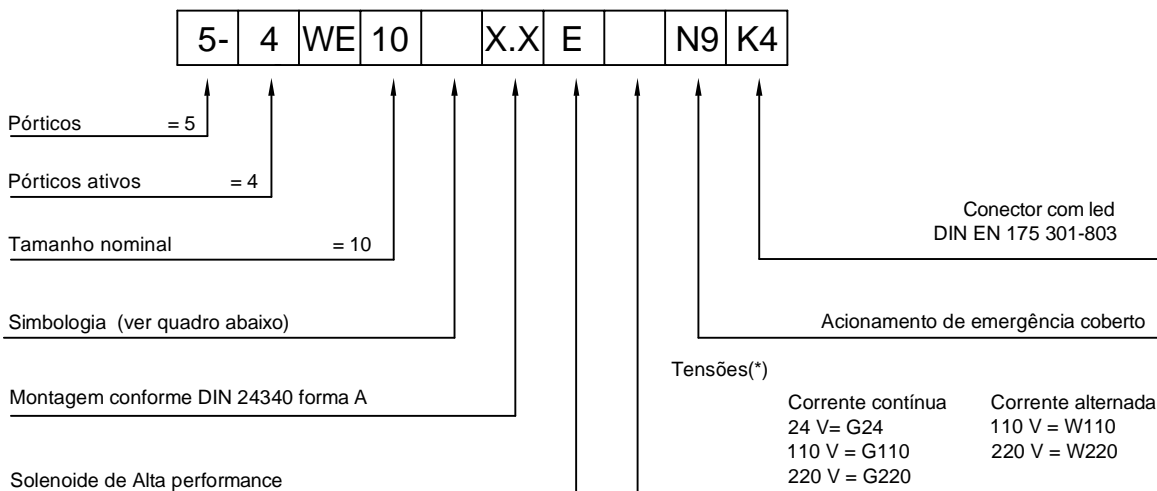 5- 4 WE 10 X.X E N9 K4
Pórticos = 5
Pórticos ativos = 4
Tamanho nominal = 10
Simbologia (ver quadro abaixo)
Montagem conforme DIN 24340 forma A
Solenoide de Alta performance
Conector com led
DIN EN 175 301-803
Acionamento de emergência coberto
Tensões(*)
Corrente contínua Corrente alternada
24 V= G24 110 V = W110
110 V = G110 220 V = W220
220 V = G220